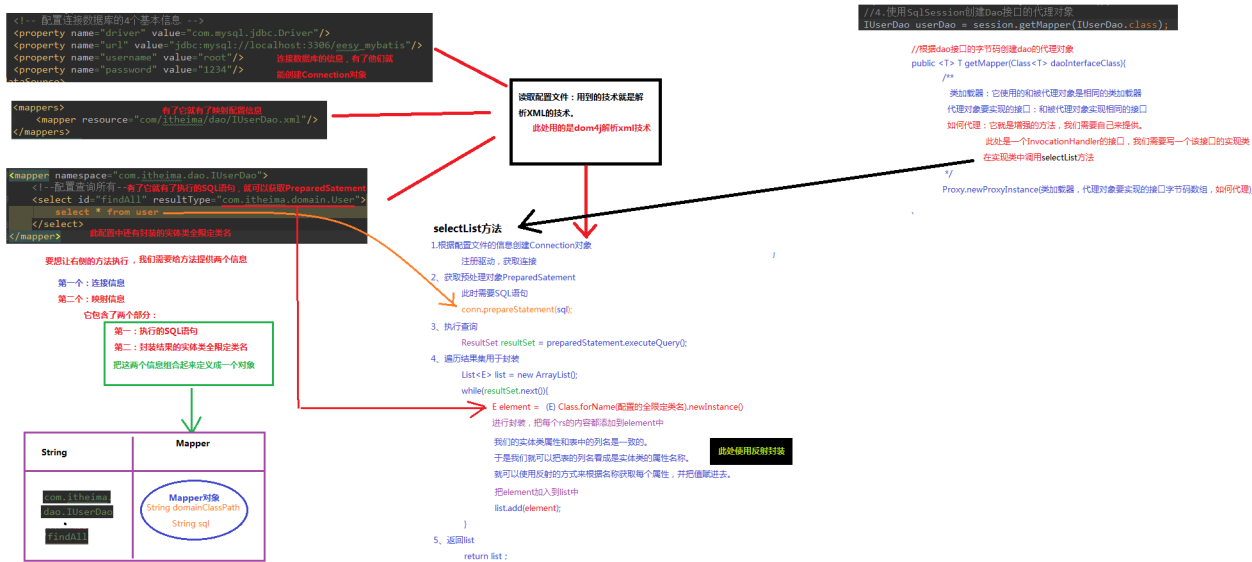 <!-- 配置连接数据库的4个基本信息 -->
<property name="driver" value="com.mysql.jdbc.Driver"/>
<property name="url" value="jdbc:mysql://localhost:3306/eesy_mybatis"/>
<property name="username" value="root"/>
<property name="password" value="1234"/>
连接数据库的信息，有了他们就
能创建Connection对象
<mappers>
有了它就有了映射配置信息
<mapper resource="com/itheima/dao/IUserDao.xml"/>
</mappers>
<mapper namespace="com.itheima.dao.IUserDao">
<!--配置查询所有--
有了它就有了执行的SQL语句，就可以获取PreparedSatement
<select id="findAll" resultType="com.itheima.domain.User">
select * from user
</select>
此配置中还有封装的实体类全限定类名
</mapper>
要想让右侧的方法执行，我们需要给方法提供两个信息
第一个：连接信息
第二个：映射信息
它包含了两个部分：
第一：执行的SQL语句
第二：封装结果的实体类全限定类名
把这两个信息组合起来定义成一个对象
String
Mapper
com.itheima.
dao.IUserDao
.
findAll
Mapper对象
String domainClassPath
String sql
读取配置文件：用到的技术就是解
析XML的技术。
此处用的是dom4j解析xml技术
selectList方法
1.根据配置文件的信息创建Connection对象
注册驱动，获取连接
2、获取预处理对象PreparedSatement
此时需要SQL语句
conn.prepareStatement(sql);
3、执行查询
ResultSet resultSet = preparedStatement.executeQuery();
4、遍历结果集用于封装
List<E> list = new ArrayList();
while(resultSet.next()){
E element = (E) Class.forName(配置的全限定类名).newInstance()
进行封装，把每个rs的内容都添加到element中
我们的实体类属性和表中的列名是一致的。
于是我们就可以把表的列名看成是实体类的属性名称。
就可以使用反射的方式来根据名称获取每个属性，并把值赋进去。
此处使用反射封装
把element加入到list中
list.add(element);
}
5、返回list
return list；
//4.使用SqlSession创建Dao接口的代理对象
IUserDao userDao = session.getMapper(IUserDao.class);
//根据dao接口的字节码创建dao的代理对象
public <T> T getMapper(Class<T> daoInterfaceClass){
/**
类加载器：它使用的和被代理对象是相同的类加载器
代理对象要实现的接口：和被代理对象实现相同的接口
如何代理：它就是增强的方法，我们需要自己来提供。
此处是一个InvocationHandler的接口，我们需要写一个该接口的实现类
在实现类中调用selectList方法
*/
Proxy.newProxyInstance(类加载器，代理对象要实现的接口字节码数组，如何代理)
}